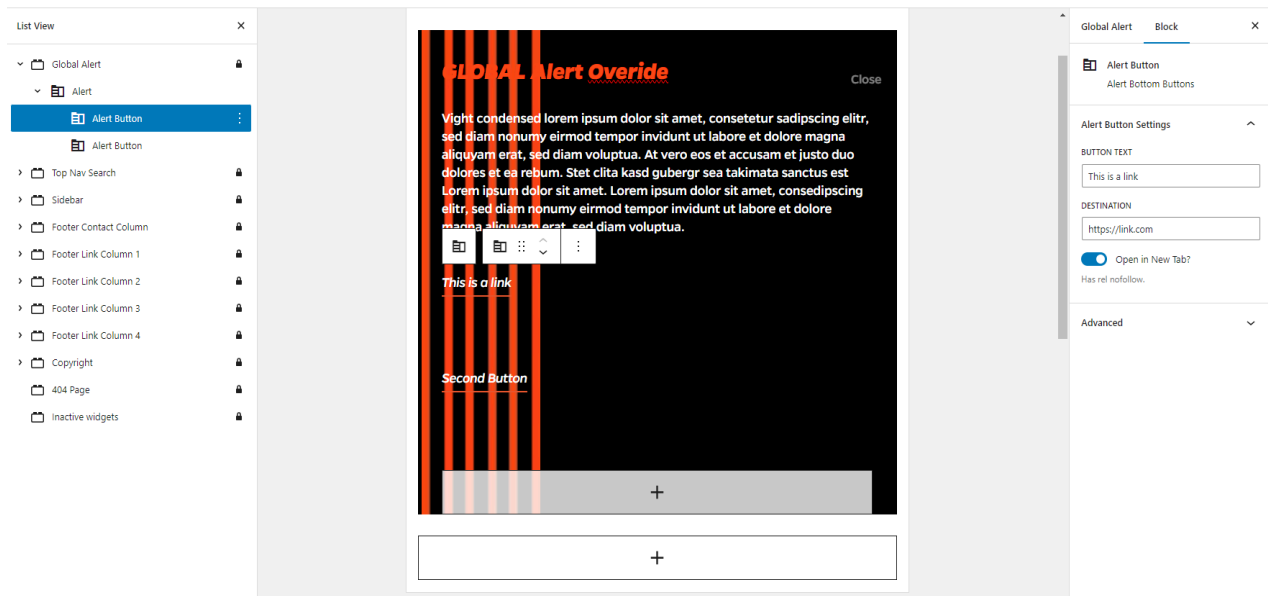 List View
Global Alert
Alert
Alert Button
Alert Button
Top Nav Search
Sidebar
Footer Contact Column
Footer Link Column 1
Footer Link Column 2
Footer Link Column 3
Footer Link Column 4
Copyright
404 Page
Inactive widgets
GLOBAL Alert Overide
Close
Vight condensed lorem ipsum dolor sit amet, consetetur sadipscing elitr,
sed diam nonumy eirmod tempor invidunt ut labore et dolore magna
aliquyam erat, sed diam voluptua. At vero eos et accusam et justo duo
dolores et ea rebum. Stet clita kasd gubergr sea takimata sanctus est
Lorem ipsum dolor sit amet. Lorem ipsum dolor sit amet, consedipscing
elitr, sed diam nonumy eirmod tempor invidunt ut labore et dolore
magna aliquyam erat, sed diam voluptua.
This is a link
Second Button
Global Alert Block
Alert Button
Alert Bottom Buttons
Alert Button Settings
BUTTON TEXT
This is a link
DESTINATION
https://link.com
Open in New Tab?
Has rel nofollow.
Advanced